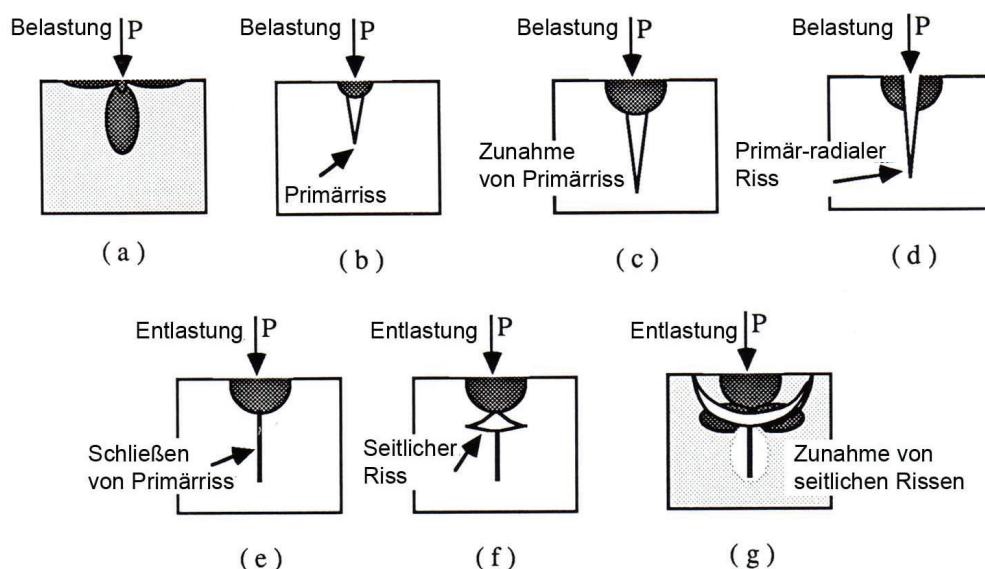 Belastung P
Belastung P
Belastung P
Belastung P
Primärriss
Zunahme
von Primärriss
Primär-radialer
Riss
( a )
( b )
( c )
( d )
Entlastung P
Entlastung P
Entlastung P
Schließen
von Primärriss
Seitlicher
Riss
Zunahme von
seitlichen Rissen
( e )
( f )
( g )